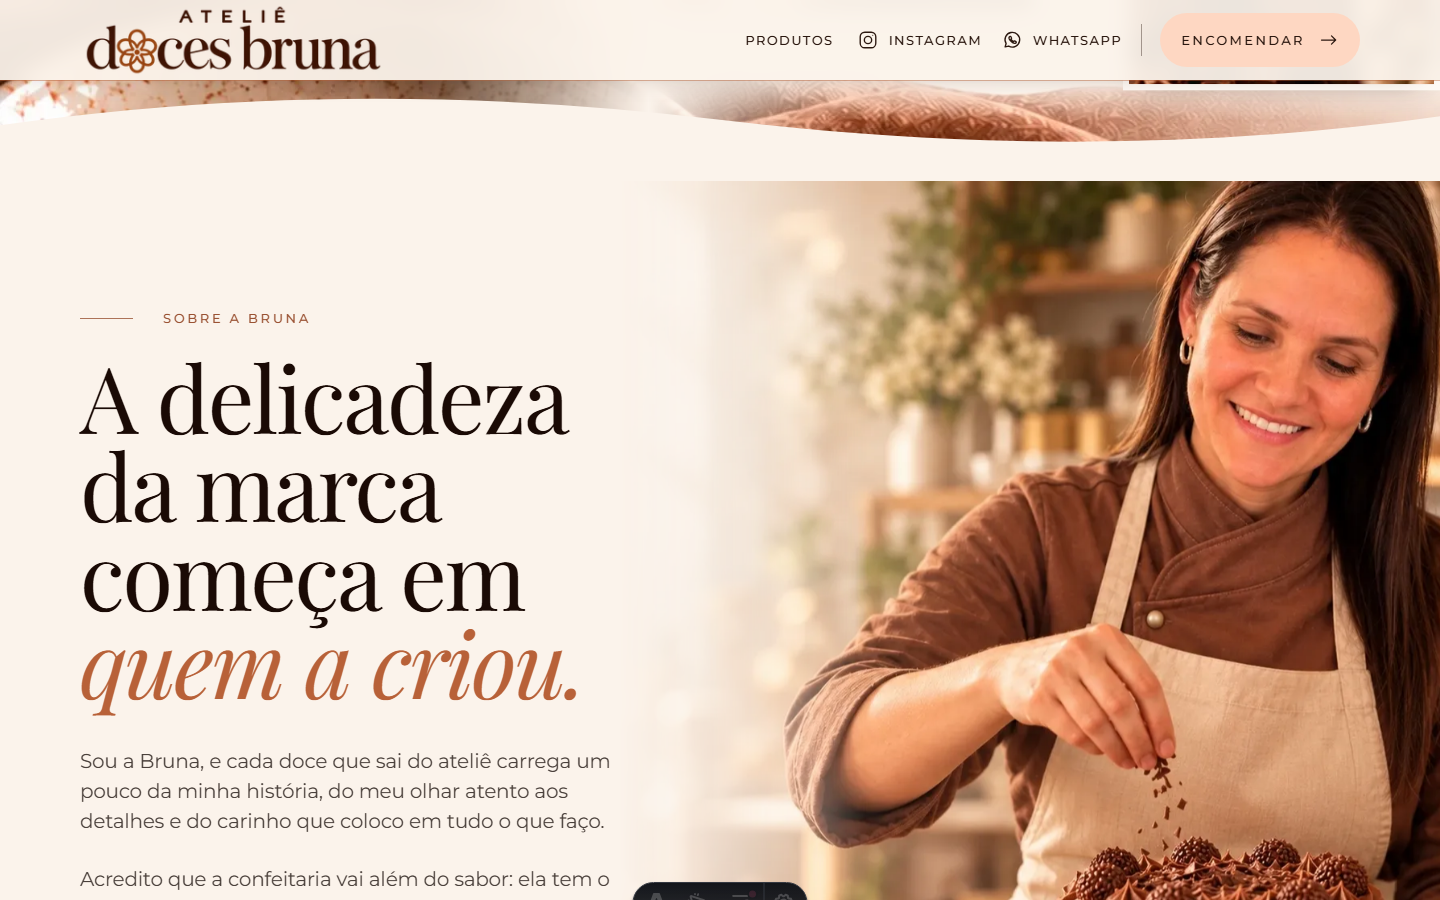 ATELIÊ
doces bruna
PRODUTOS
INSTAGRAM
WHATSAPP
ENCOMENDAR
SOBRE A BRUNA
A delicadeza
da marca
começa em
quem a criou.
Sou a Bruna, e cada doce que sai do ateliê carrega um
pouco da minha história, do meu olhar atento aos
detalhes e do carinho que coloco em tudo o que faço.
Acredito que a confeitaria vai além do sabor: ela tem o